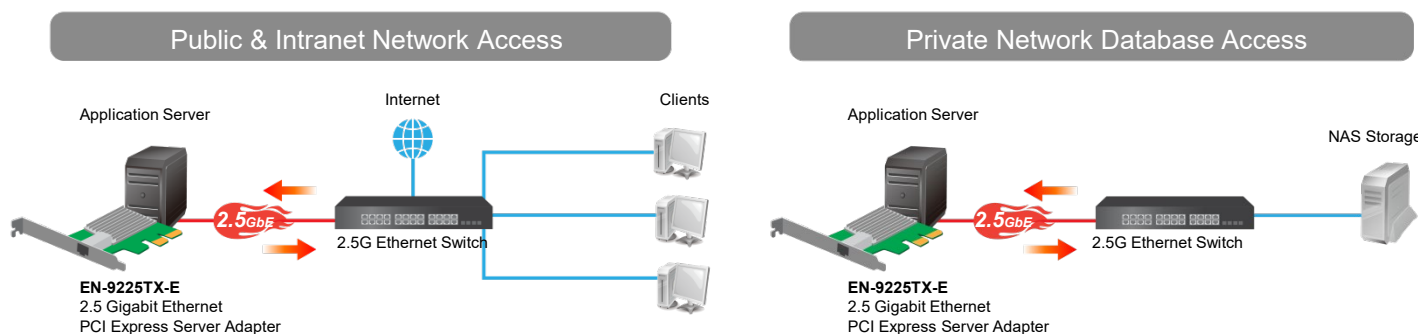 Public & Intranet Network Access
Application Server
Internet
Clients
2.5GbE
2.5G Ethernet Switch
EN-9225TX-E
2.5 Gigabit Ethernet
PCI Express Server Adapter
Private Network Database Access
Application Server
NAS Storage
2.5GbE
2.5G Ethernet Switch
EN-9225TX-E
2.5 Gigabit Ethernet
PCI Express Server Adapter